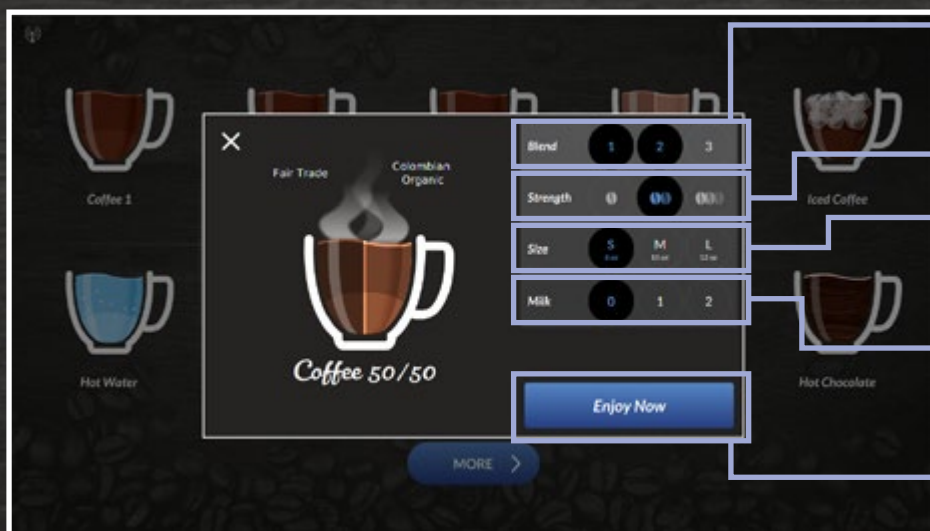 Coffee 1
Iced Coffee
Hot Water
Hot Chocolate
Fair Trade
Colombian
Organic
Coffee 50/50
Blend 1 2 3
Strength
Size S M L
Milk 0 1 2
Enjoy Now
MORE